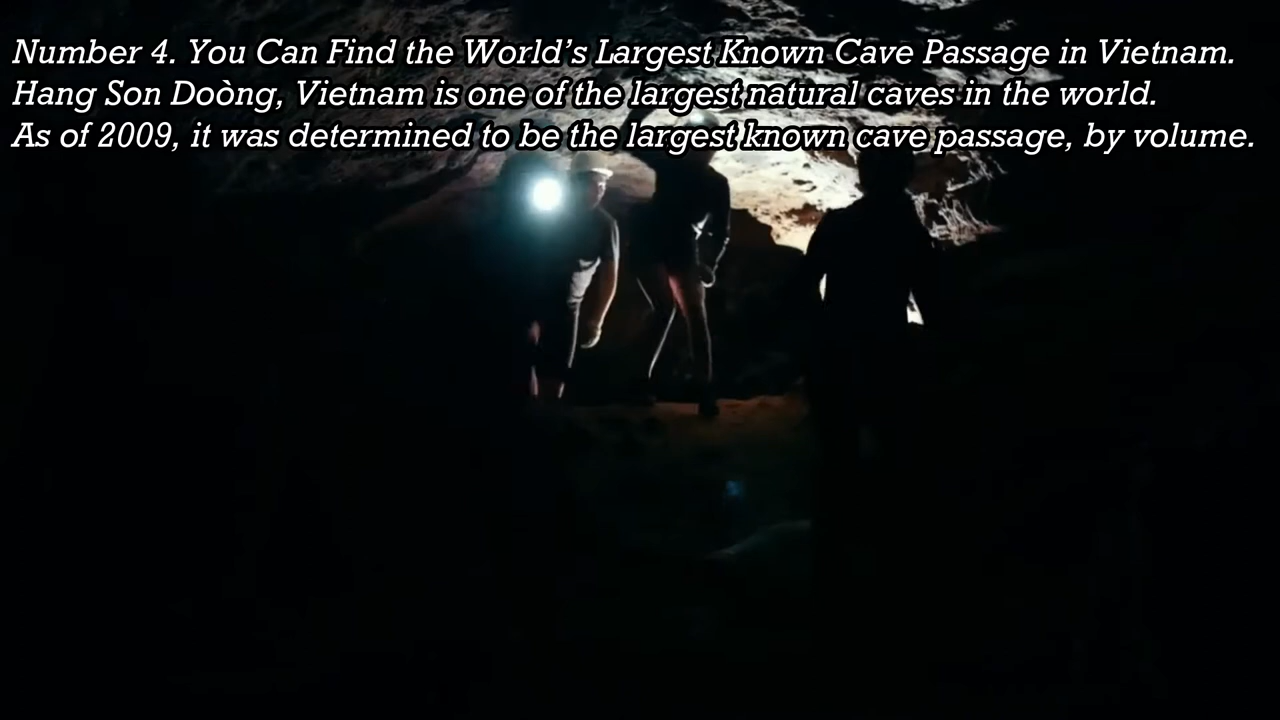 Number 4. You Can Find the World’s Largest Known Cave Passage in Vietnam.
Hang Son Doòng, Vietnam is one of the largest natural caves in the world.
As of 2009, it was determined to be the largest known cave passage, by volume.